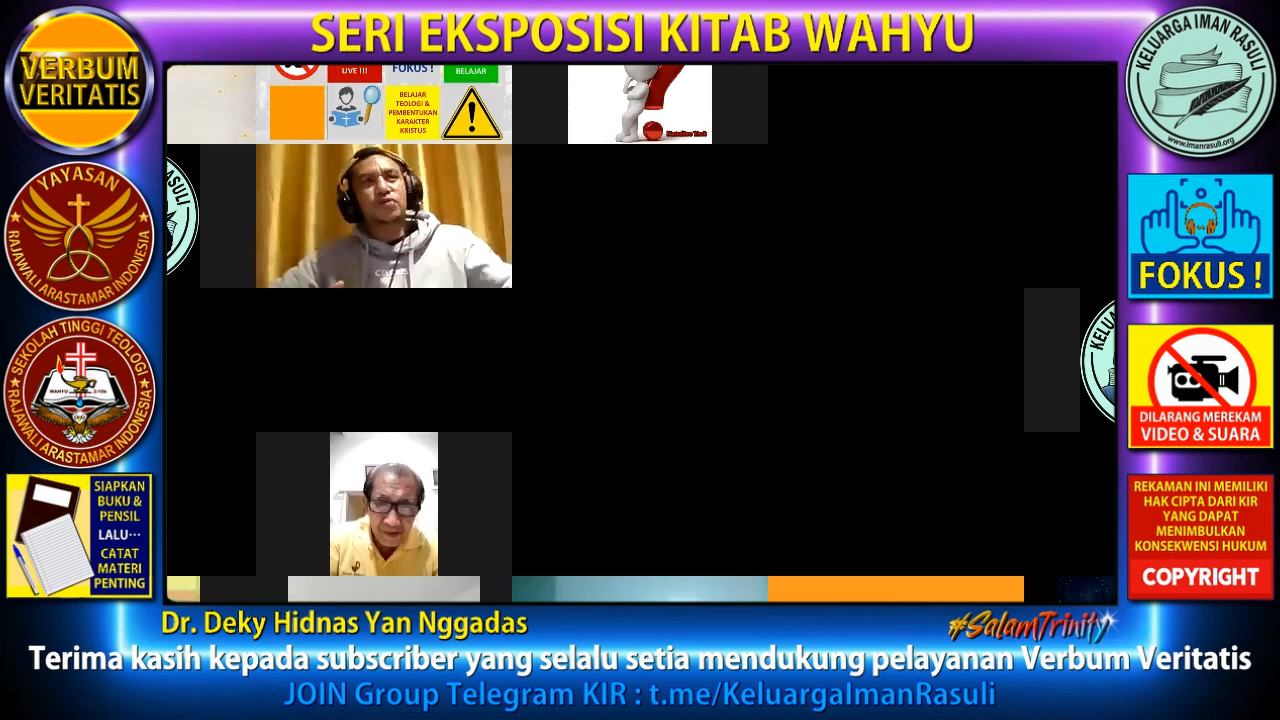 SERI EKSPOSISI KITAB WAHYU
VERBUM
VERITATIS
YAYASAN
RAJAWALI ARASTAMAR INDONESIA
SEKOLAH TINGGI TEOLOGI
WAHYU
RAJAWALI ARASTAMAR INDONESIA
SIAPKAN
BUKU &
PENSIL
LALU...
CATAT
MATERI
PENTING
LIVE !!!
FOKUS !
BELAJAR
BELAJAR
TEOLOGI &
PEMBENTUKAN
KARAKTER
KRISTUS
KELUARGA IMAN RASULI
www.imanrasuli.org
FOKUS !
DILARANG MEREKAM
VIDEO & SUARA
REKAMAN INI MEMILIKI
HAK CIPTA DARI KIR
YANG DAPAT
MENIMBULKAN
KONSEKWENSI HUKUM
COPYRIGHT
Dr. Deky Hidnas Yan Nggadas
#SalamTrinity
Terima kasih kepada subscriber yang selalu setia mendukung pelayanan Verbum Veritatis
JOIN Group Telegram KIR : t.me/KeluargaImanRasuli